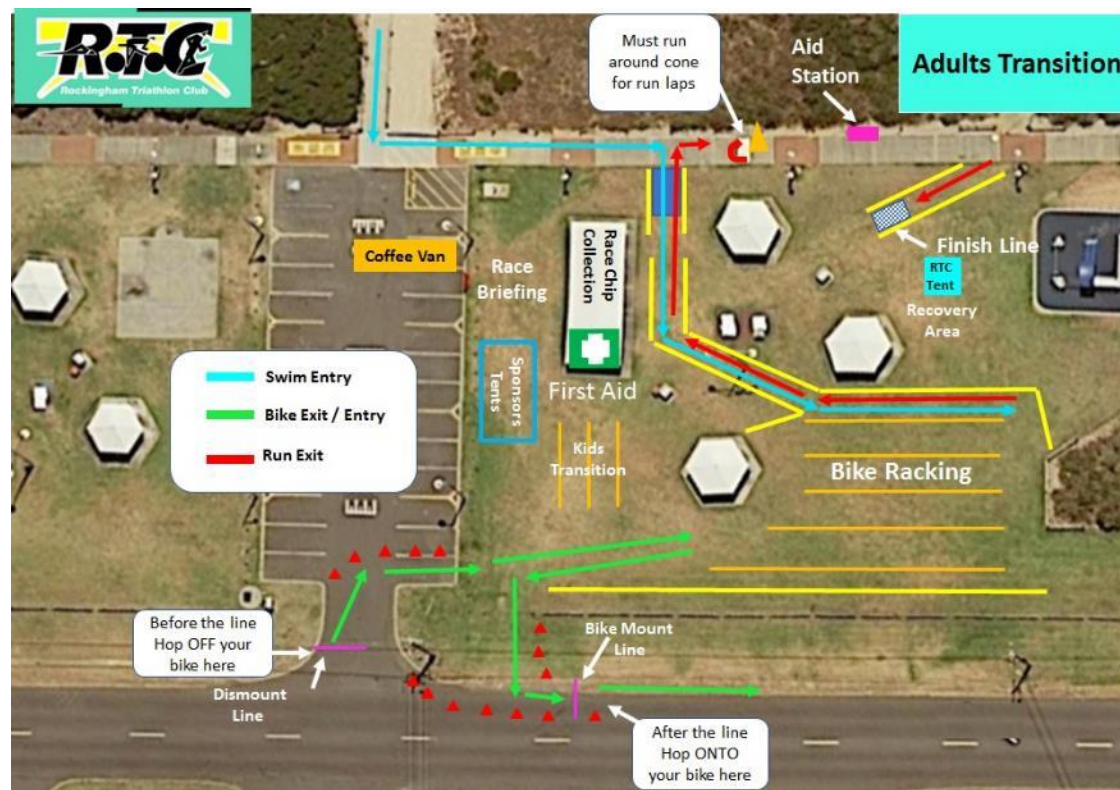 R.T.C
Rockingham Triathlon Club
Must run
around cone
for run laps
Aid
Station
Adults Transition
Coffee Van
Race
Briefing
Race Chip
Collection
Finish Line
RTC
Tent
Recovery
Area
Swim Entry
Bike Exit / Entry
Run Exit
Sponsors
Tents
First Aid
Kids
Transition
Bike Racking
Before the line
Hop OFF your
bike here
Dismount
Line
Bike Mount
Line
After the line
Hop ONTO
your bike here